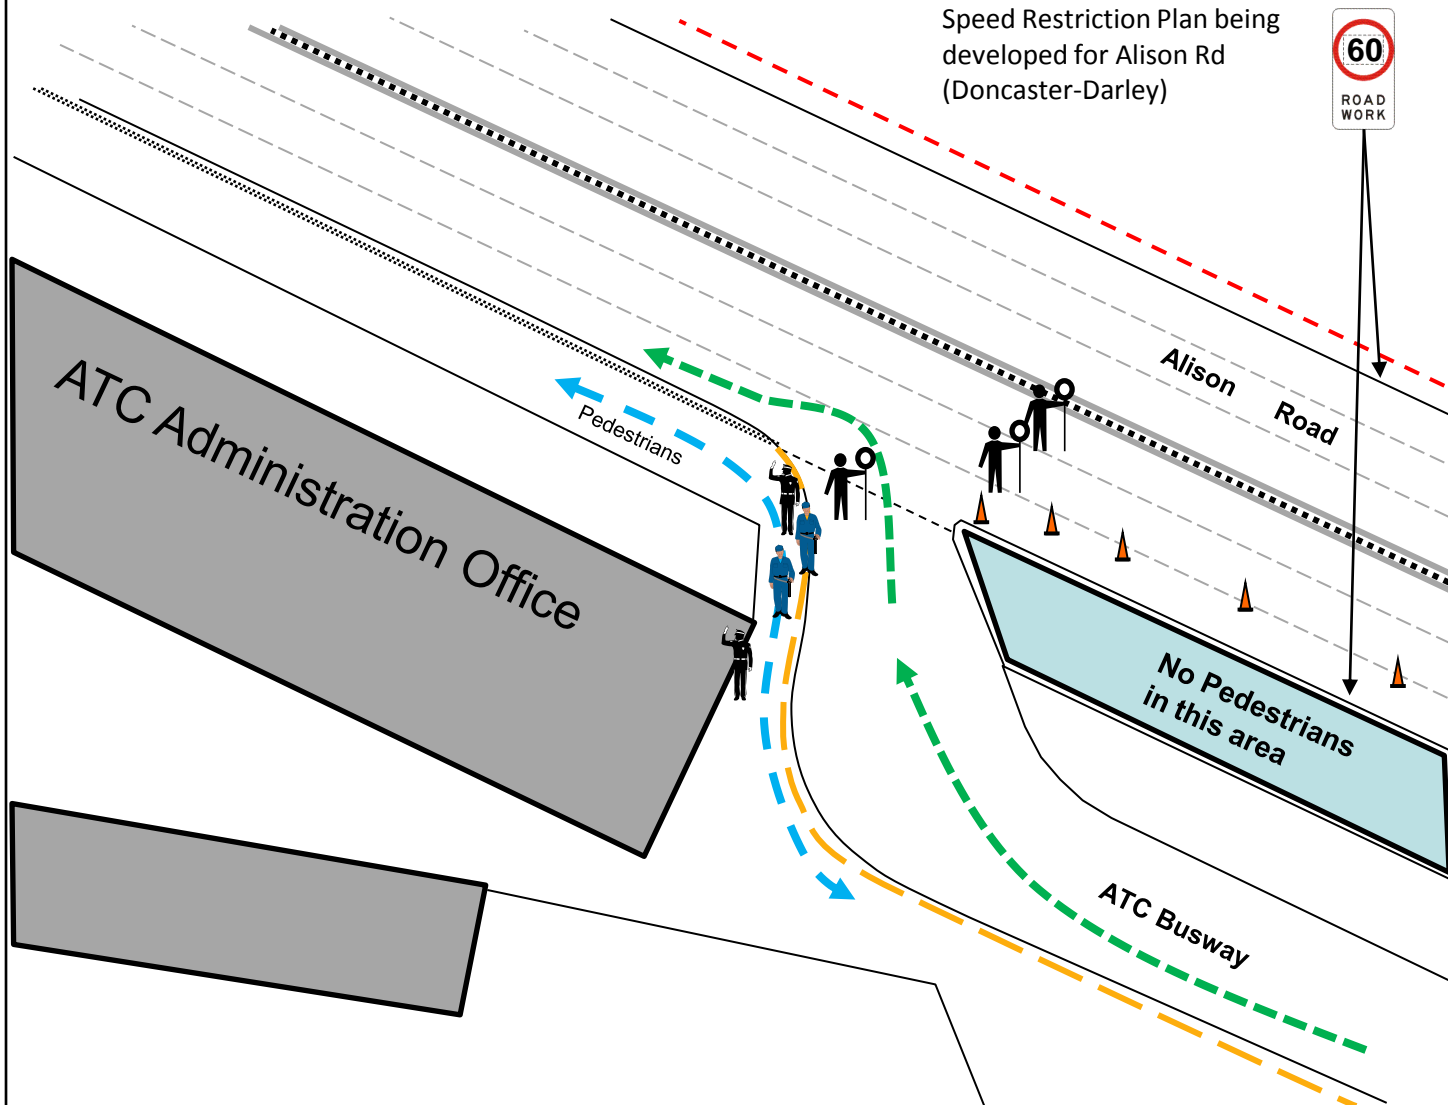 Speed Restriction Plan being
developed for Alison Rd
(Doncaster-Darley)
60
ROAD
WORK
Alison Road
Pedestrians
ATC Administration Office
No Pedestrians
in this area
ATC Busway